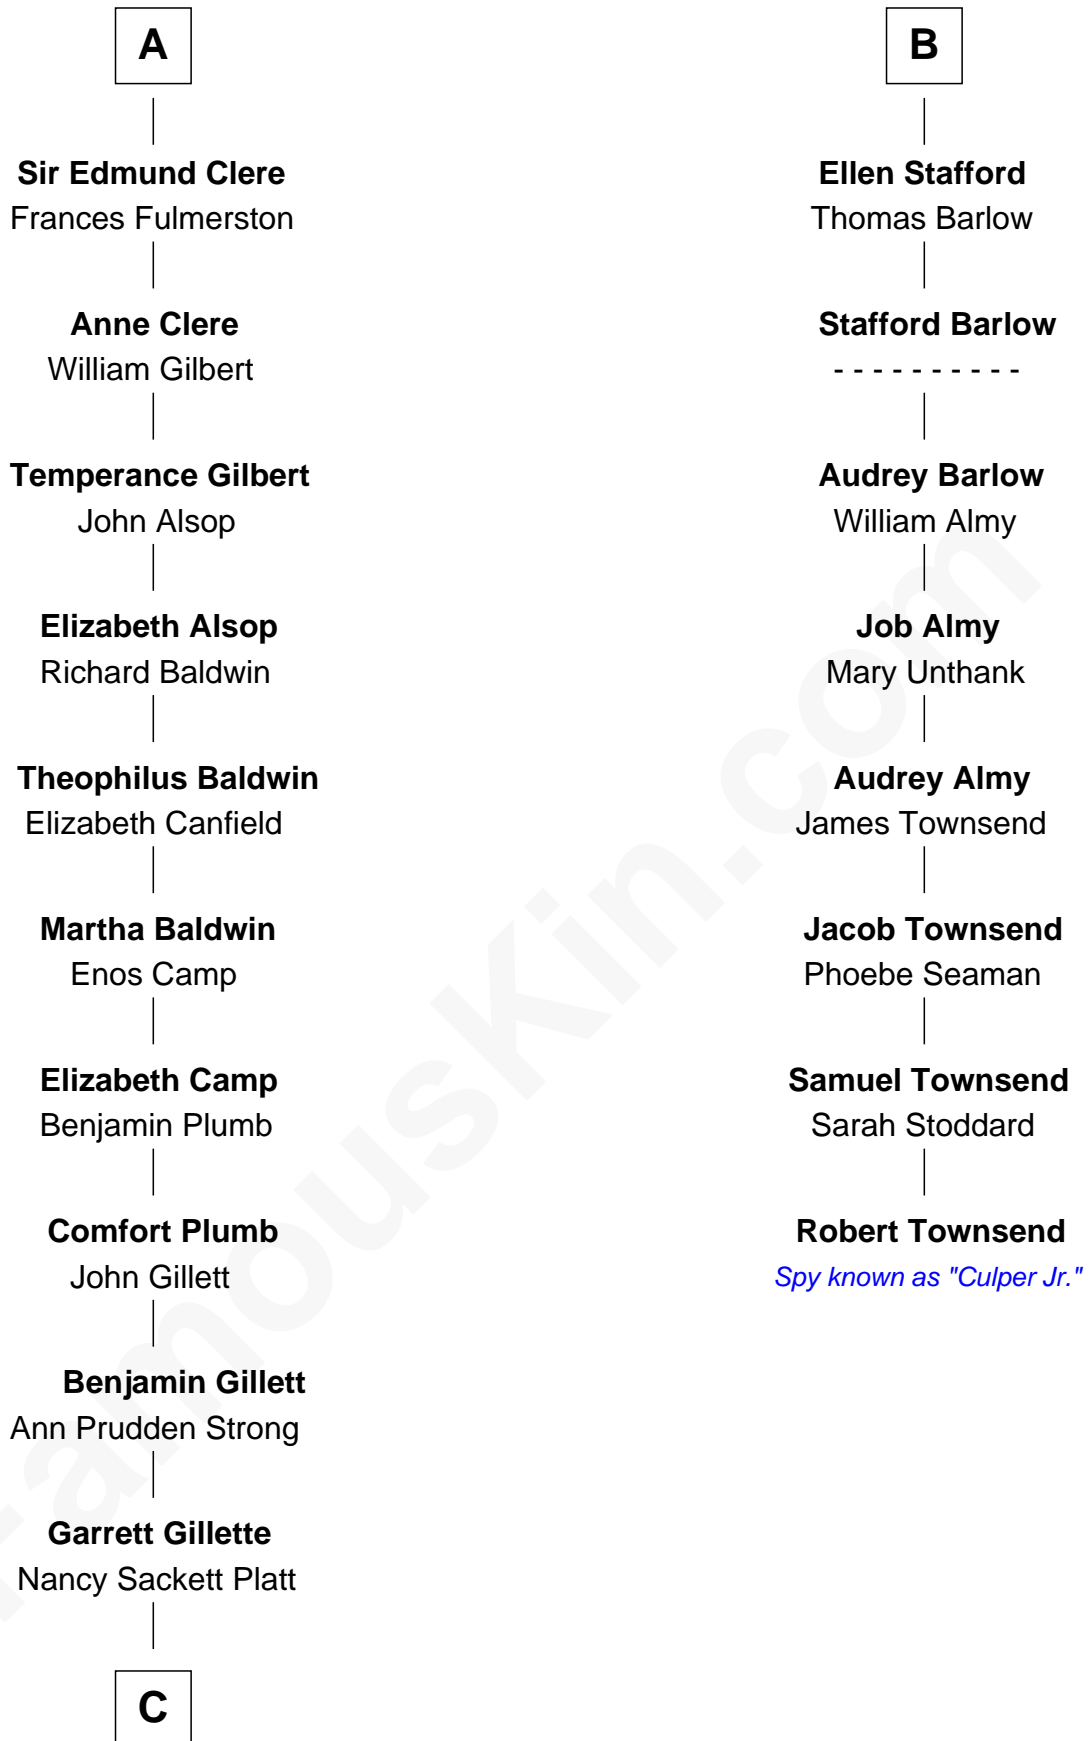 A
Sir Edmund Clere
Frances Fulmerston
Anne Clere
William Gilbert
Temperance Gilbert
John Alsop
Elizabeth Alsop
Richard Baldwin
Theophilus Baldwin
Elizabeth Canfield
Martha Baldwin
Enos Camp
Elizabeth Camp
Benjamin Plumb
Comfort Plumb
John Gillett
Benjamin Gillett
Ann Prudden Strong
Garrett Gillette
Nancy Sackett Platt
C
B
Ellen Stafford
Thomas Barlow
Stafford Barlow
- - - - - - - - - -
Audrey Barlow
William Almy
Job Almy
Mary Unthank
Audrey Almy
James Townsend
Jacob Townsend
Phoebe Seaman
Samuel Townsend
Sarah Stoddard
Robert Townsend
Spy known as "Culper Jr."
FamousKin.com